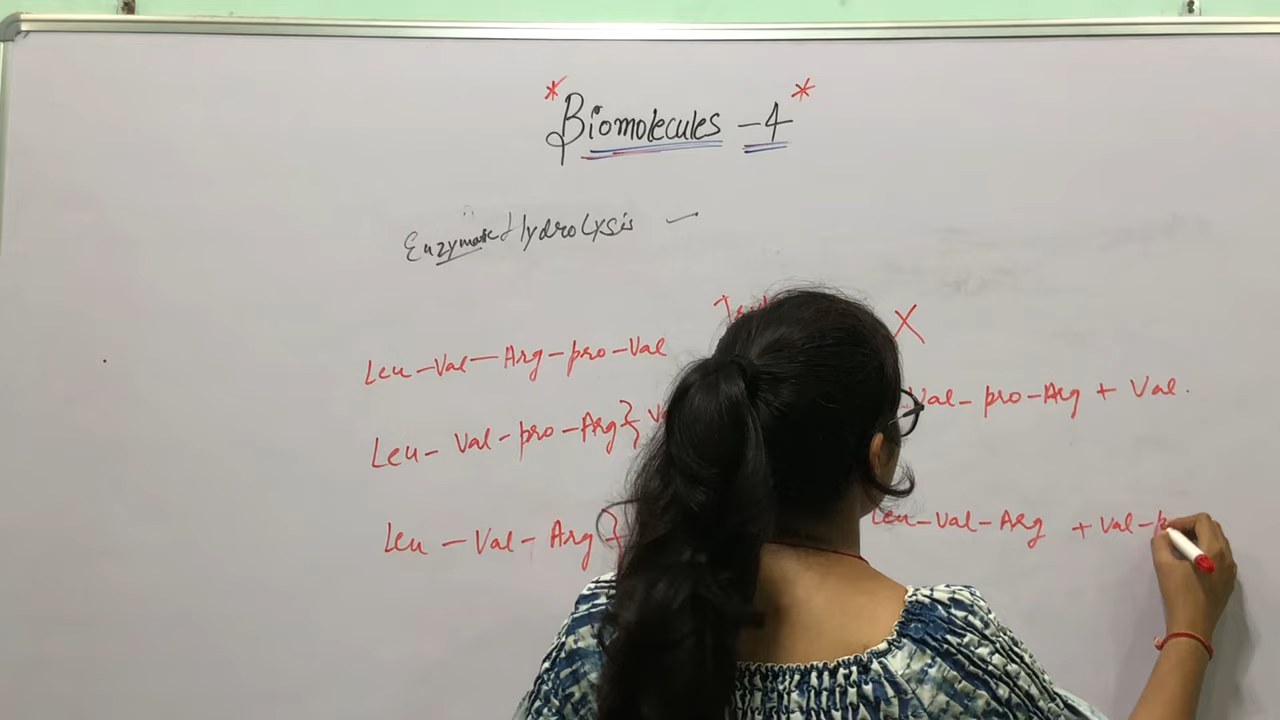 * Biomolecules - 4 *
Enzymatic Hydrolysis -
Leu - Val - Arg - pro - Val X
Leu - Val - pro - Arg } Val - pro - Arg + Val.
Leu - Val - Arg } Leu - Val - Arg + Val -